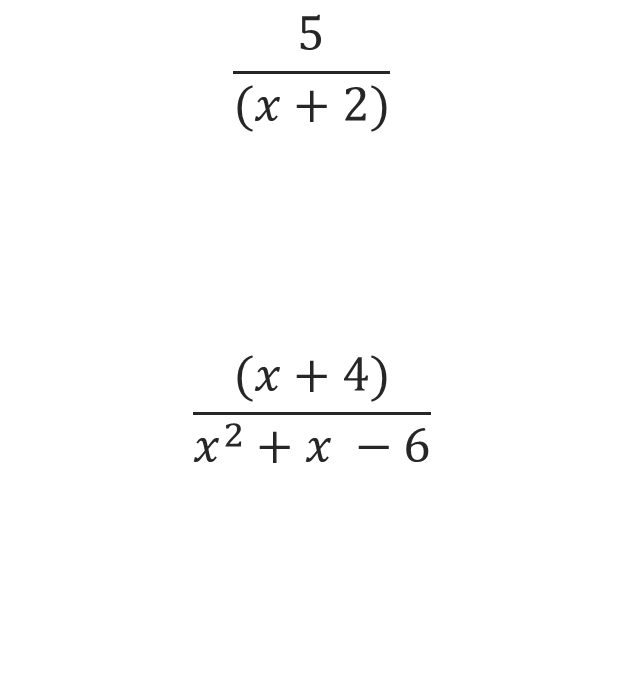 5
(x + 2)
(x + 4)
x² + x − 6